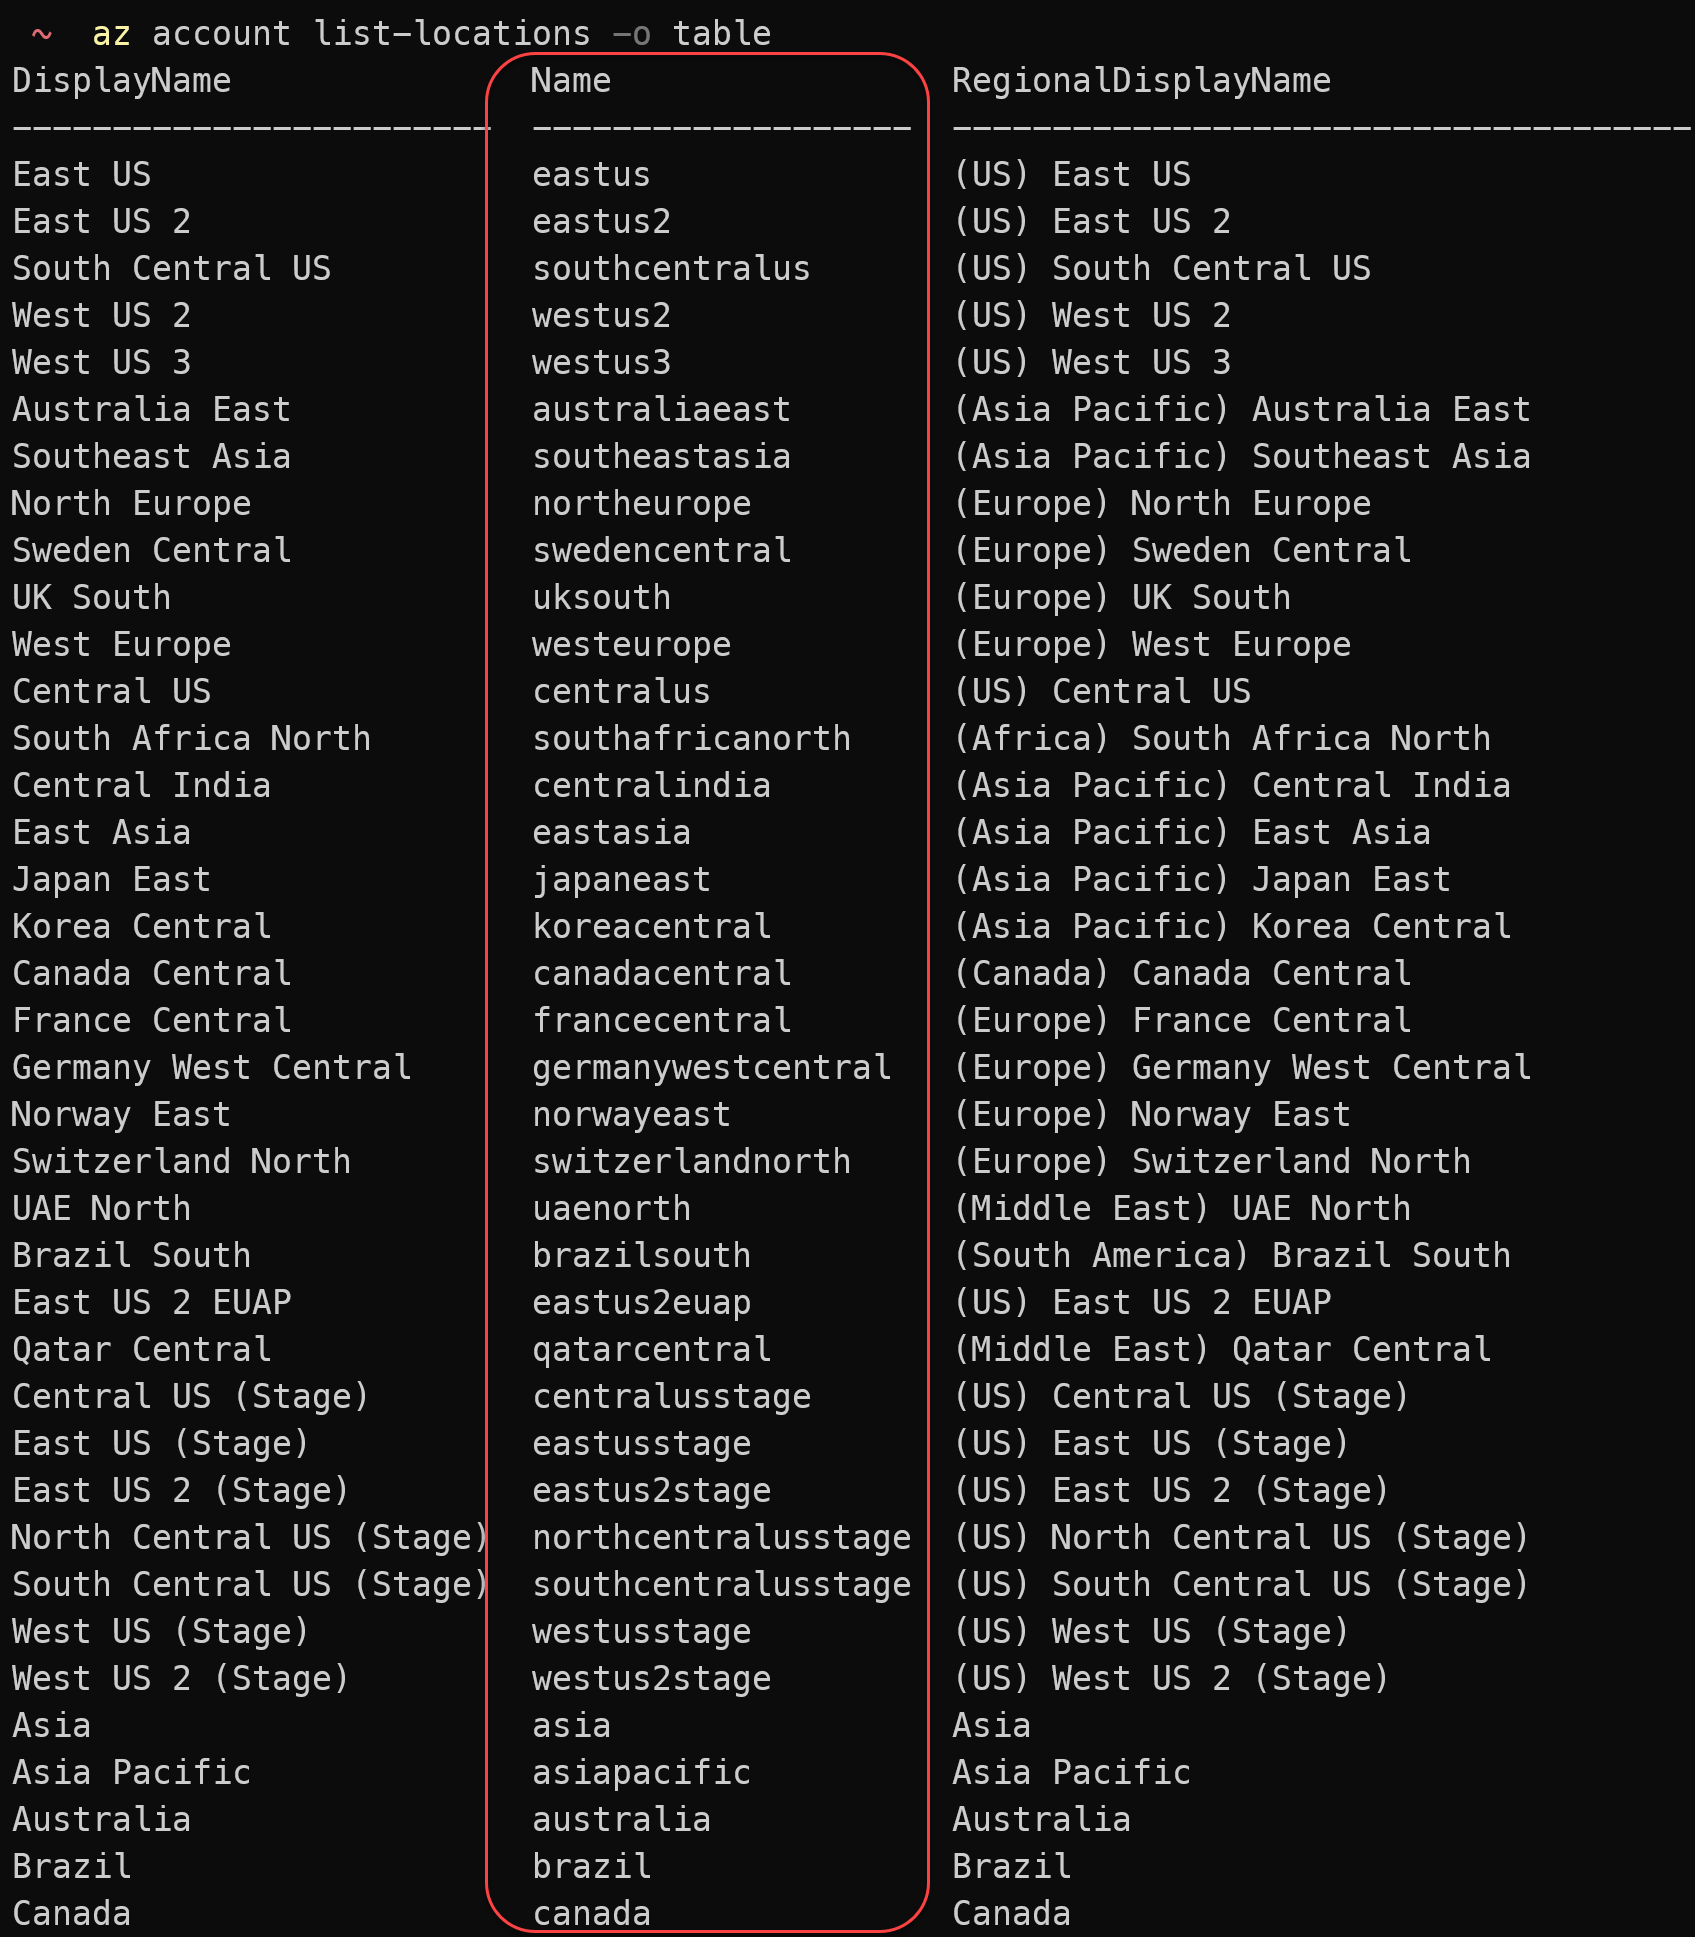 ~  az account list-locations -o table
DisplayName               Name                 RegionalDisplayName
------------------------  -------------------  -------------------------------------
East US                   eastus               (US) East US
East US 2                 eastus2              (US) East US 2
South Central US          southcentralus       (US) South Central US
West US 2                 westus2              (US) West US 2
West US 3                 westus3              (US) West US 3
Australia East            australiaeast        (Asia Pacific) Australia East
Southeast Asia            southeastasia        (Asia Pacific) Southeast Asia
North Europe              northeurope          (Europe) North Europe
Sweden Central            swedencentral        (Europe) Sweden Central
UK South                  uksouth              (Europe) UK South
West Europe               westeurope           (Europe) West Europe
Central US                centralus            (US) Central US
South Africa North        southafricanorth     (Africa) South Africa North
Central India             centralindia         (Asia Pacific) Central India
East Asia                 eastasia             (Asia Pacific) East Asia
Japan East                japaneast            (Asia Pacific) Japan East
Korea Central             koreacentral         (Asia Pacific) Korea Central
Canada Central            canadacentral        (Canada) Canada Central
France Central            francecentral        (Europe) France Central
Germany West Central      germanywestcentral   (Europe) Germany West Central
Norway East               norwayeast           (Europe) Norway East
Switzerland North         switzerlandnorth     (Europe) Switzerland North
UAE North                 uaenorth             (Middle East) UAE North
Brazil South              brazilsouth          (South America) Brazil South
East US 2 EUAP            eastus2euap          (US) East US 2 EUAP
Qatar Central             qatarcentral         (Middle East) Qatar Central
Central US (Stage)        centralusstage       (US) Central US (Stage)
East US (Stage)           eastusstage          (US) East US (Stage)
East US 2 (Stage)         eastus2stage         (US) East US 2 (Stage)
North Central US (Stage)  northcentralusstage  (US) North Central US (Stage)
South Central US (Stage)  southcentralusstage  (US) South Central US (Stage)
West US (Stage)           westusstage          (US) West US (Stage)
West US 2 (Stage)         westus2stage         (US) West US 2 (Stage)
Asia                      asia                 Asia
Asia Pacific              asiapacific          Asia Pacific
Australia                 australia            Australia
Brazil                    brazil               Brazil
Canada                    canada               Canada